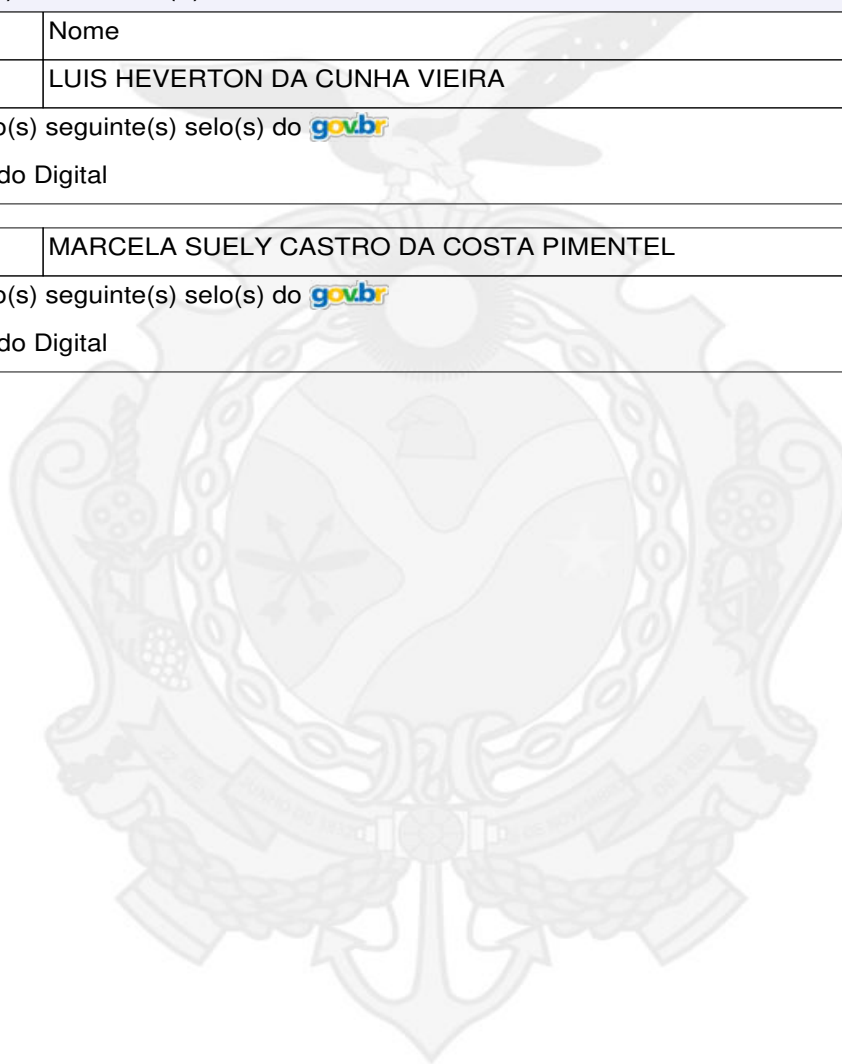 Nome
LUIS HEVERTON DA CUNHA VIEIRA
o(s) seguinte(s) selo(s) do gov.br
do Digital
MARCELA SUELY CASTRO DA COSTA PIMENTEL
o(s) seguinte(s) selo(s) do gov.br
do Digital